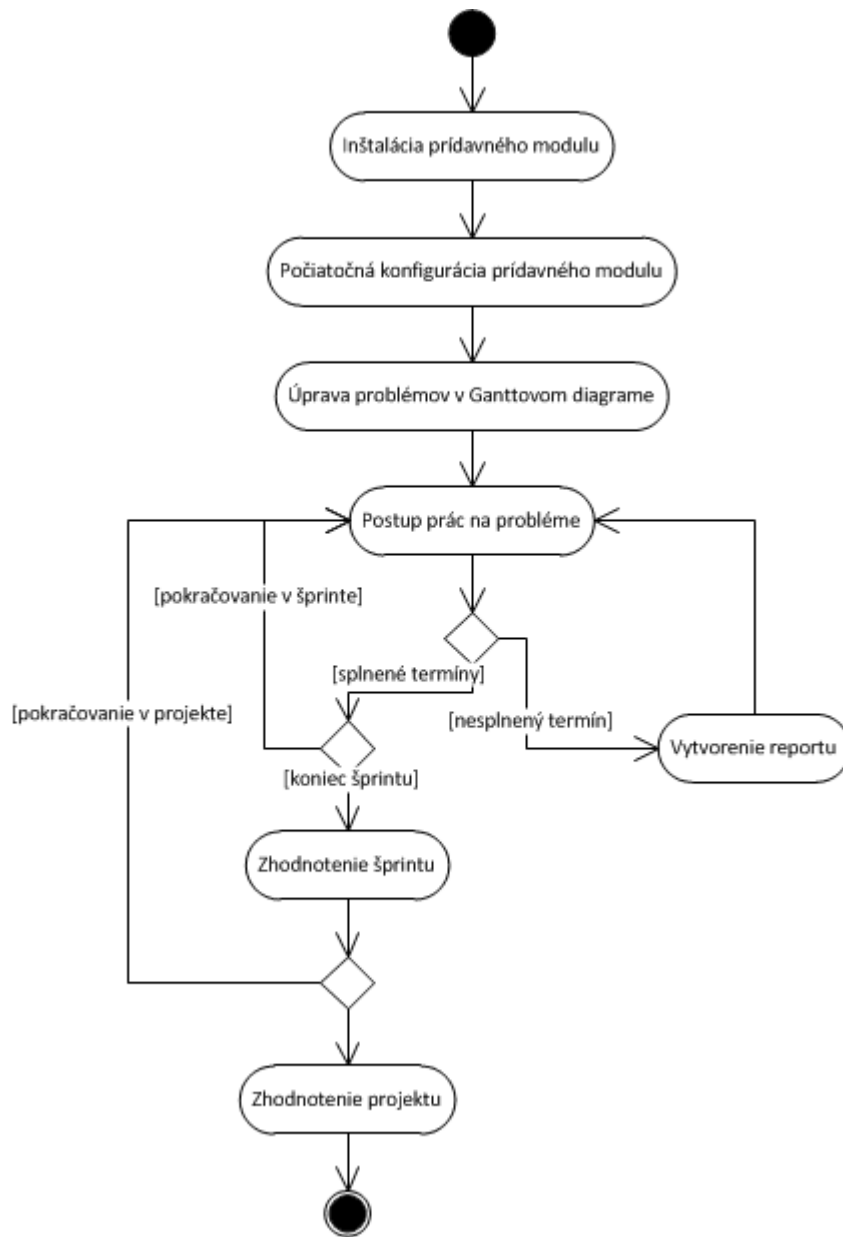 Inštalácia prídavného modulu
Počiatočná konfigurácia prídavného modulu
Úprava problémov v Ganttovom diagrame
Postup prác na probléme
[pokračovanie v šprinte]
[splnené termíny]
[pokračovanie v projekte]
[nesplnený termín]
Vytvorenie reportu
[koniec šprintu]
Zhodnotenie šprintu
Zhodnotenie projektu